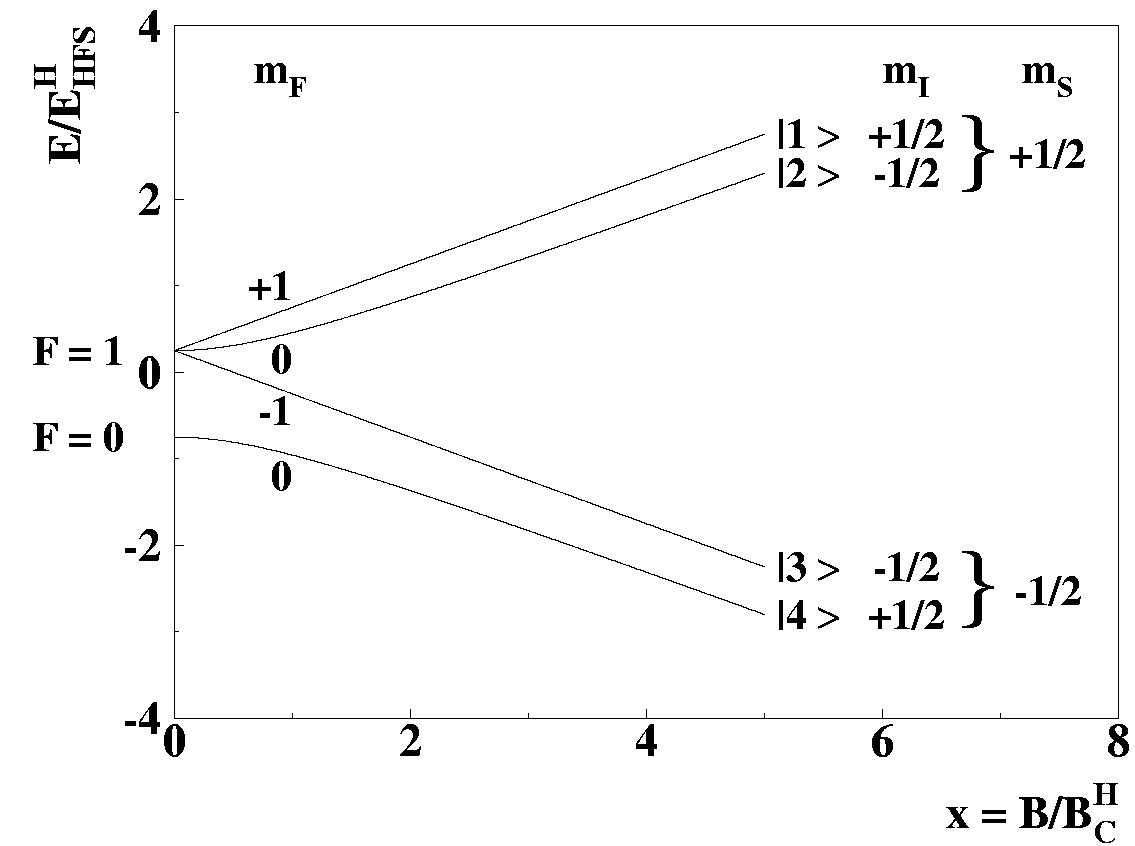 E/E^H_HFS
4
m_F m_I m_S
|1 > +1/2 } +1/2
|2 > -1/2
2
+1
F = 1 0
0
-1
F = 0 0
-2
|3 > -1/2 } -1/2
|4 > +1/2
-4
0 2 4 6 8
x = B/B^H_C